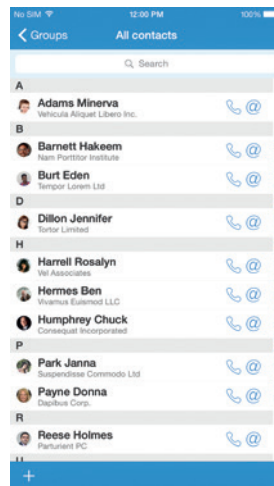 No SIM 12:00 PM 100%
Groups All contacts
Search
A
Adams Minerva
Vehicula Aliquet Libero Inc.
B
Barnett Hakeem
Nam Porttitor Institute
Burt Eden
Tempor Lorem Ltd
D
Dillon Jennifer
Tortor Limited
H
Harrell Rosalyn
Vel Associates
Hermes Ben
Vivamus Euismod LLC
Humphrey Chuck
Consequat Incorporated
P
Park Janna
Suspendisse Commodo Ltd
Payne Donna
Dapibus Corp.
R
Reese Holmes
Parturient PC